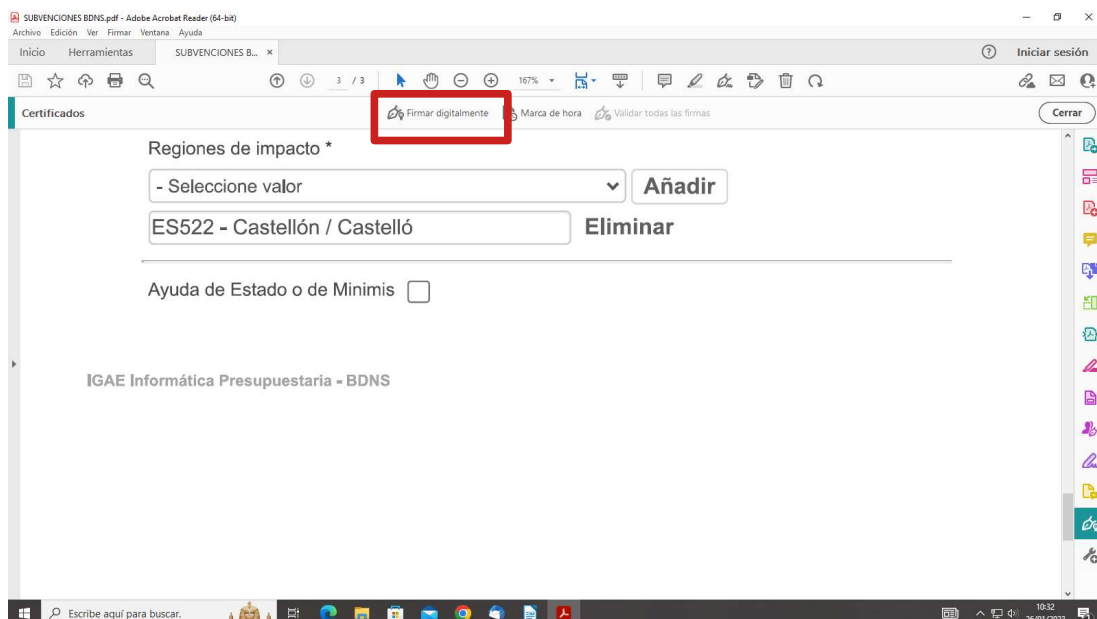 SUBVENCIONES BDNS.pdf - Adobe Acrobat Reader (64-bit)
Archivo Edición Ver Firmar Ventana Ayuda
Inicio Herramientas SUBVENCIONES B... × Iniciar sesión
3 / 3 167%
Certificados Firmar digitalmente Marca de hora Validar todas las firmas Cerrar
Regiones de impacto *
- Seleccione valor Añadir
ES522 - Castellón / Castelló Eliminar
Ayuda de Estado o de Minimis
IGAE Informática Presupuestaria - BDNS
Escribe aquí para buscar. 10:32